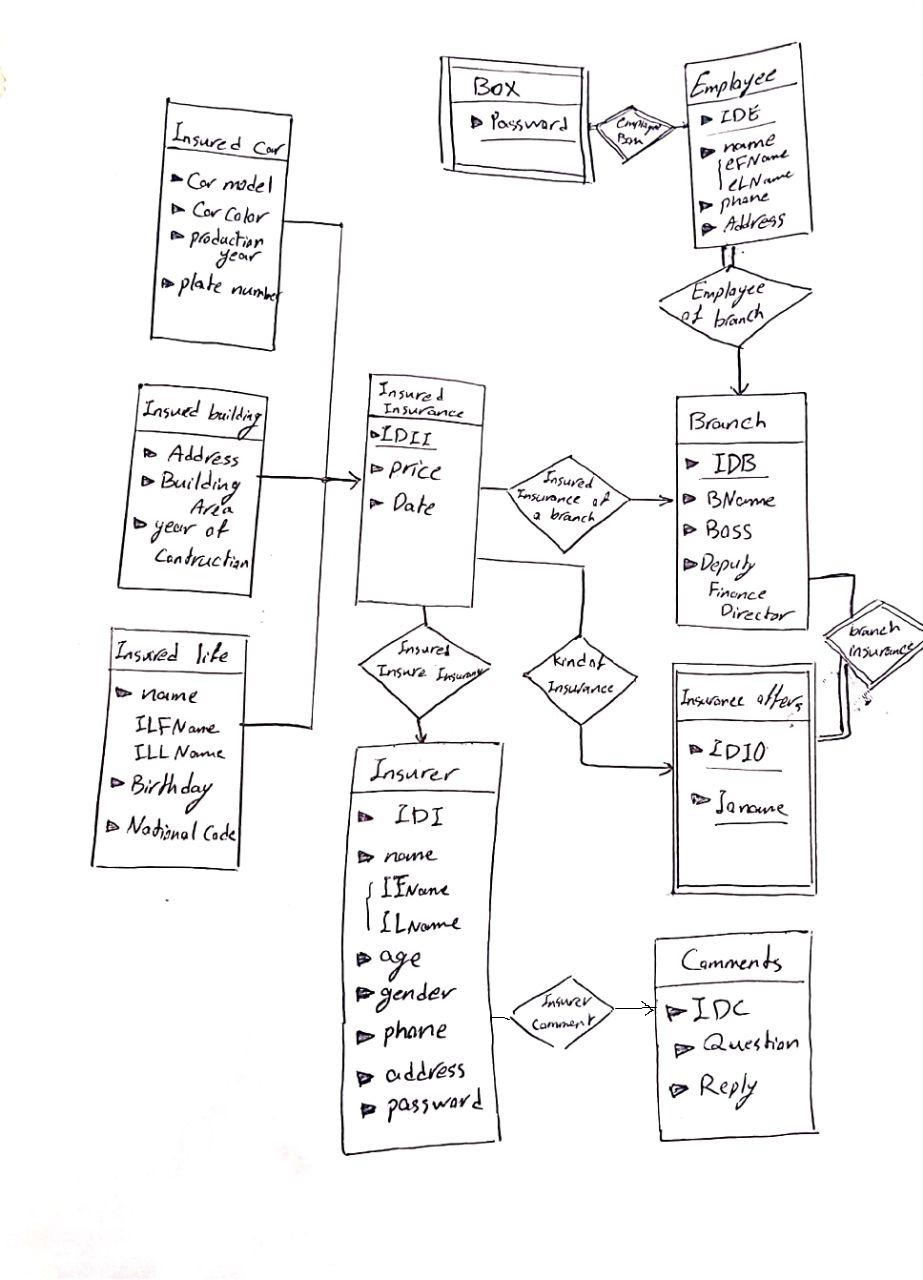 Box
Password
Employee
Box
Employee
IDE
name
eFName
eLName
phone
Address
Employee
of branch
Insured Car
Car model
Car Color
production
year
plate number
Insued building
Address
Building
Area
year of
Contruction
Insured life
name
ILFName
ILLName
Birthday
National Code
Insured
Insurance
IDII
Price
Date
Insured
Insurance of
a branch
Branch
IDB
BName
Boss
Deputy
Finance
Director
branch
insurance
Insured
Insure
kind of
Insurance
Insurance offers
IDIO
Ioname
Insurer
IDI
name
IFName
ILName
age
gender
phone
address
password
Insurer
Comment
Comments
IDC
Question
Reply